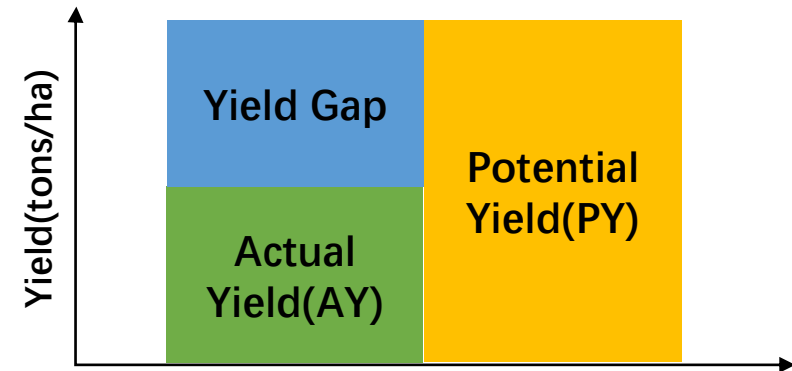 Yield(tons/ha)
Yield Gap
Actual
Yield(AY)
Potential
Yield(PY)